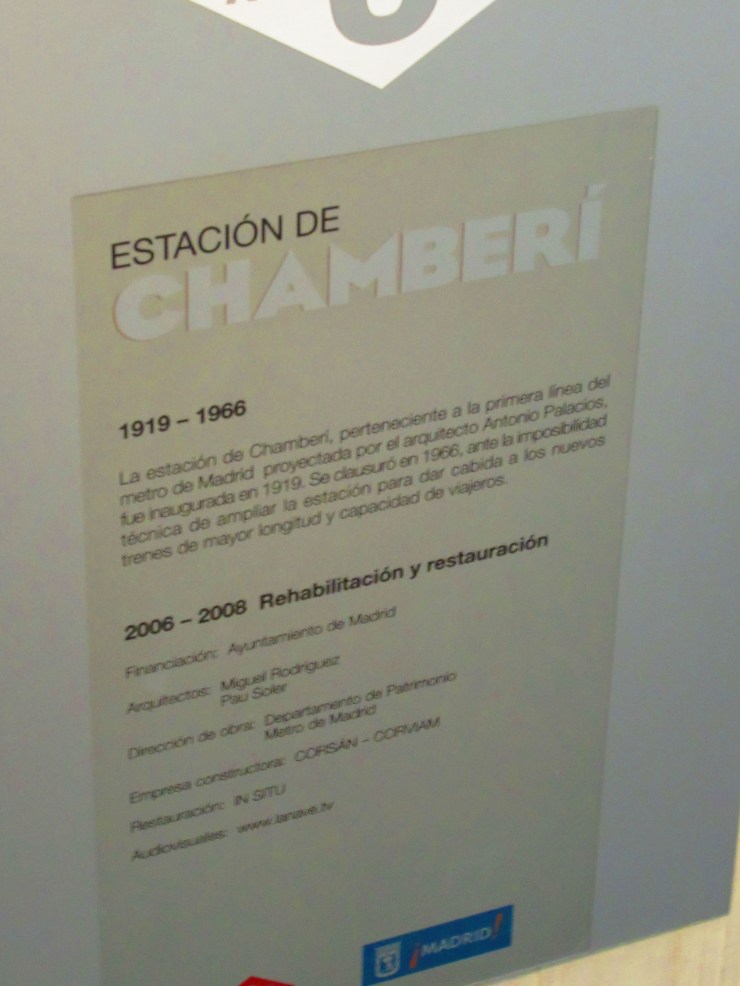 ESTACIÓN DE
CHAMBERÍ
1919 – 1966
La estación de Chamberí, perteneciente a la primera línea del
metro de Madrid proyectada por el arquitecto Antonio Palacios,
fue inaugurada en 1919. Se clausuró en 1966, ante la imposibilidad
técnica de ampliar la estación para dar cabida a los nuevos
trenes de mayor longitud y capacidad de viajeros.
2006 – 2008 Rehabilitación y restauración
Financiación: Ayuntamiento de Madrid
Arquitectos: Miguel Rodríguez
Pau Soler
Dirección de obra: Departamento de Patrimonio
Metro de Madrid
Empresa constructora: CORSÁN – CORVIAM
Restauración: IN SITU
Audiovisuales: www.lanave.tv
¡MADRID!